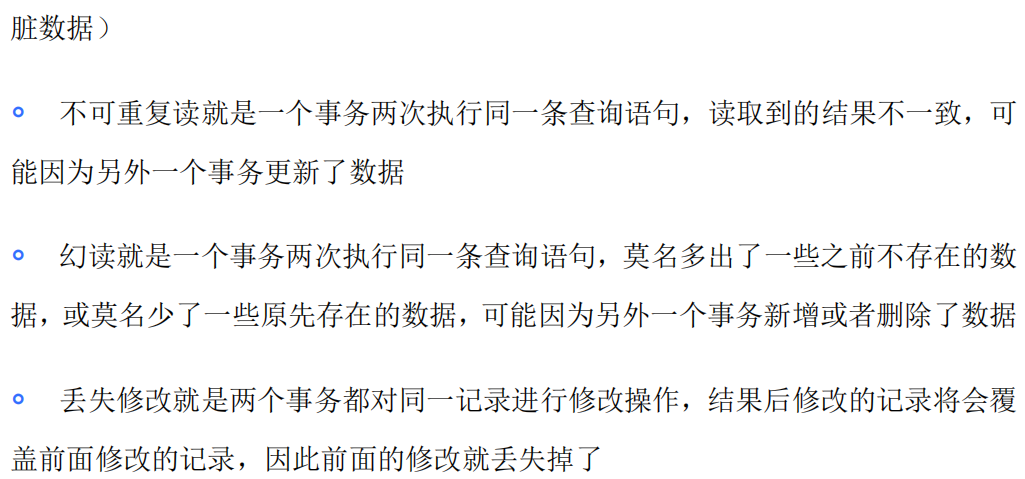 脏数据）
不可重复读就是一个事务两次执行同一条查询语句，读取到的结果不一致，可
能因为另外一个事务更新了数据
幻读就是一个事务两次执行同一条查询语句，莫名多出了一些之前不存在的数
据，或莫名少了一些原先存在的数据，可能因为另外一个事务新增或者删除了数据
丢失修改就是两个事务都对同一记录进行修改操作，结果后修改的记录将会覆
盖前面修改的记录，因此前面的修改就丢失掉了